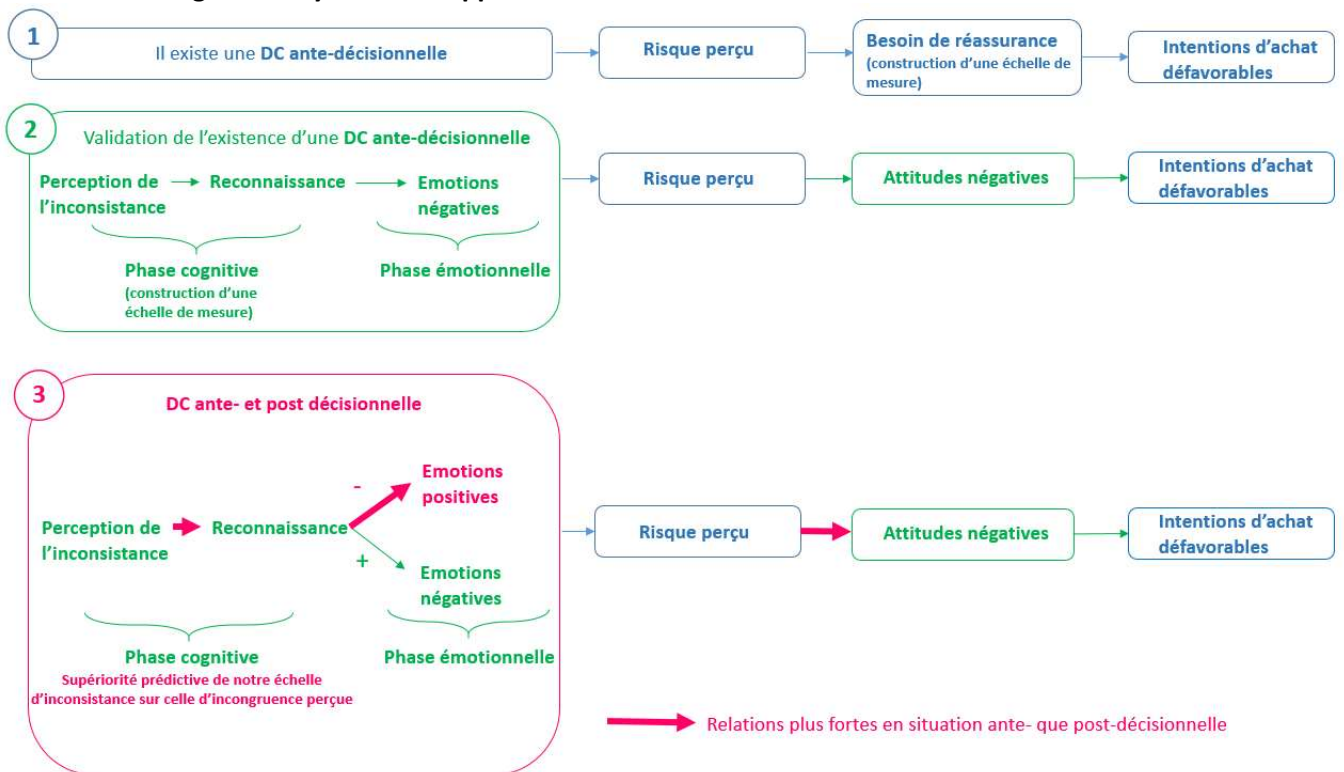 1
Il existe une DC ante-décisionnelle
Risque perçu
Besoin de réassurance
(construction d'une échelle de
mesure)
Intentions d'achat
défavorables
2
Validation de l'existence d'une DC ante-décisionnelle
Perception de
l'inconsistance
Reconnaissance
Emotions
négatives
Phase cognitive
(construction d'une
échelle de mesure)
Phase émotionnelle
Risque perçu
Attitudes négatives
Intentions d'achat
défavorables
3
DC ante- et post décisionnelle
Perception de
l'inconsistance
Reconnaissance
-
Emotions
positives
+
Emotions
négatives
Phase cognitive
Supériorité prédictive de notre échelle
d'inconsistance sur celle d'incongruence perçue
Phase émotionnelle
Risque perçu
Attitudes négatives
Intentions d'achat
défavorables
Relations plus fortes en situation ante- que post-décisionnelle